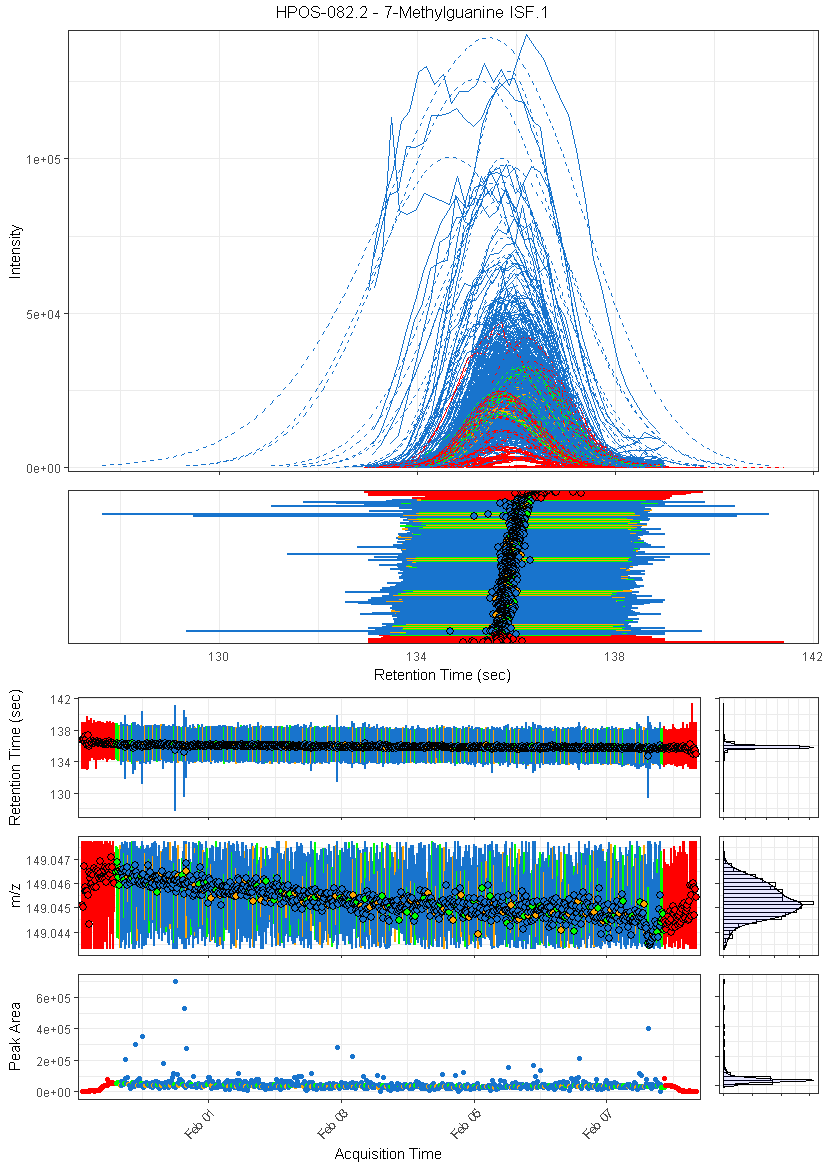 HPOS-082.2 - 7-Methylguanine ISF.1
Intensity
1e+05
5e+04
0e+00
130
134
138
142
Retention Time (sec)
Retention Time (sec)
142
138
134
130
m/z
149.047
149.046
149.045
149.044
Peak Area
6e+05
4e+05
2e+05
0e+00
Feb 01
Feb 03
Feb 05
Feb 07
Acquisition Time